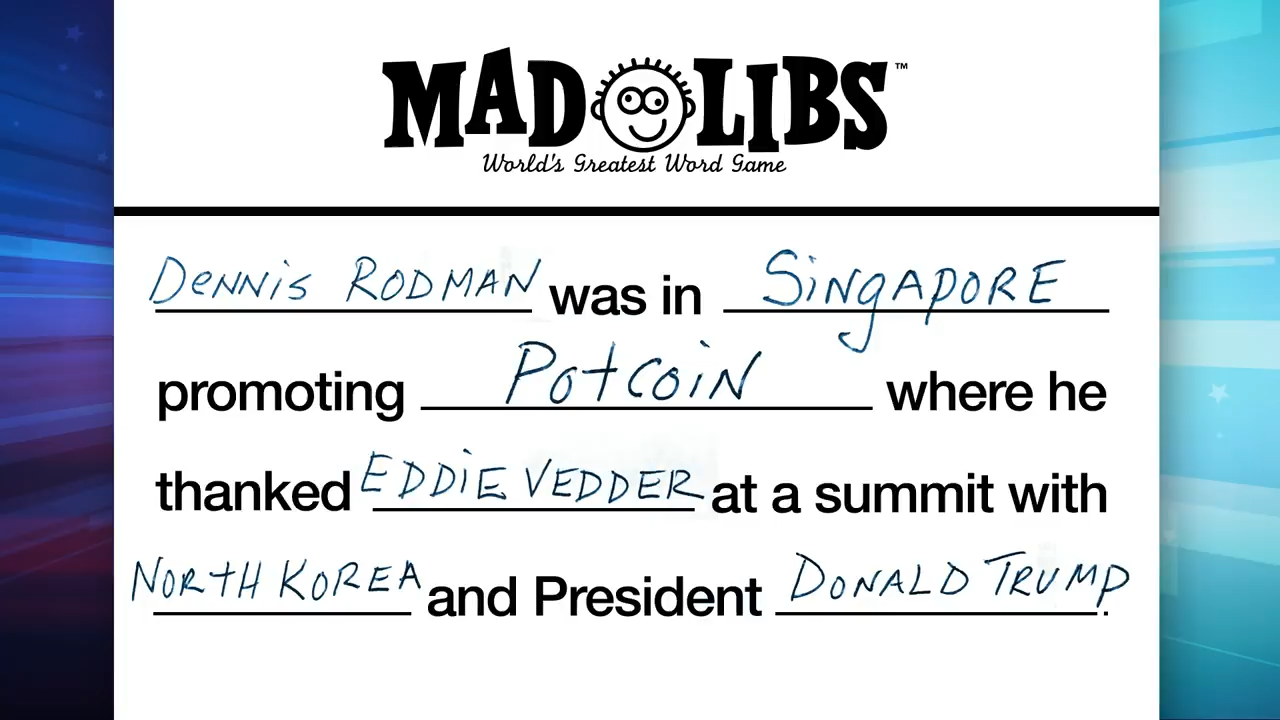 MAD LIBS™
World's Greatest Word Game
Dennis RODMAN was in SiNgAPORE
promoting Potcoin where he
thanked EDDiE VEDDER at a summit with
NORtH KOREA and President DONALD TRUMP.